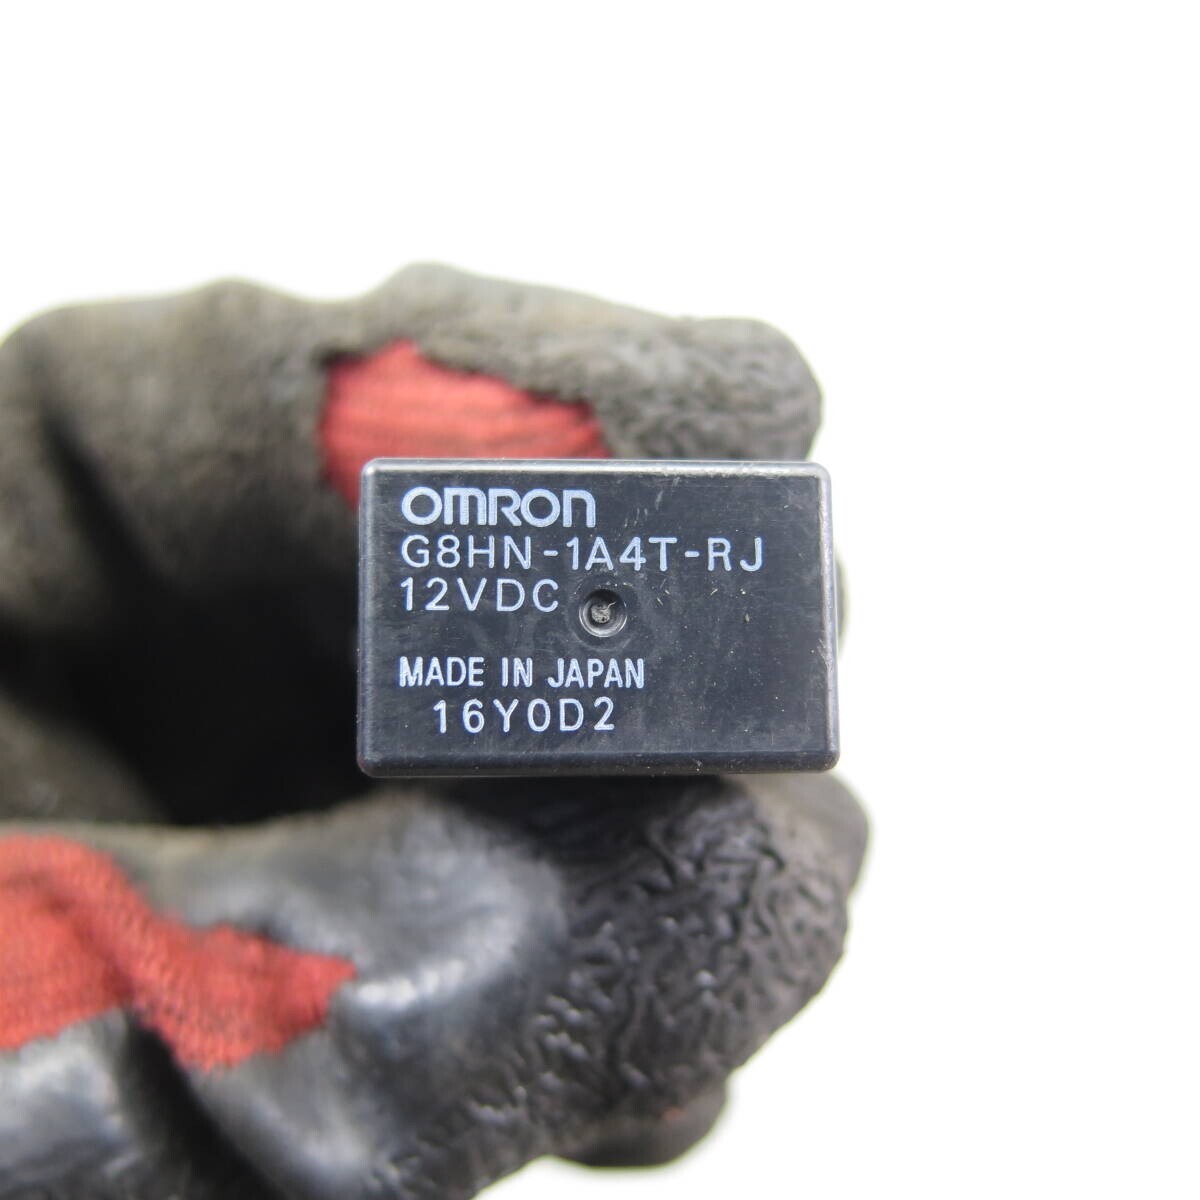 OMRON
G8HN-1A4T-RJ
12VDC
MADE IN JAPAN
16Y0D2